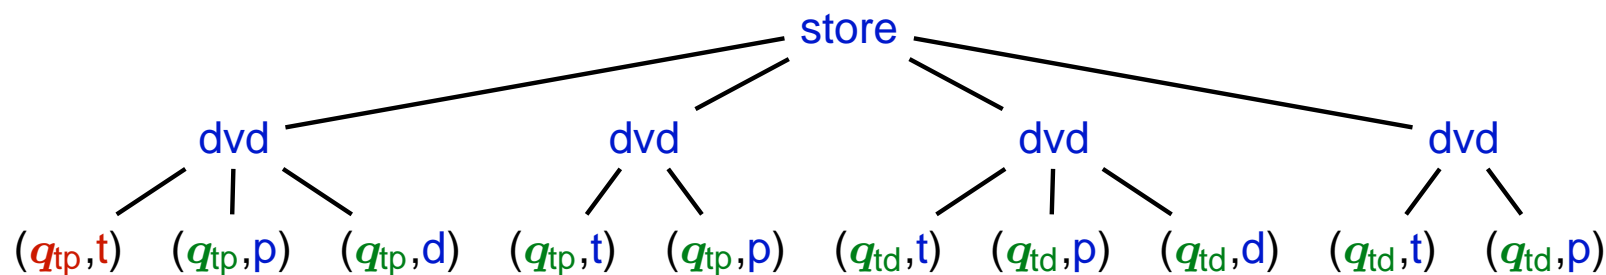 store
dvd dvd dvd dvd
(qtp,t) (qtp,p) (qtp,d) (qtp,t) (qtp,p) (qtd,t) (qtd,p) (qtd,d) (qtd,t) (qtd,p)